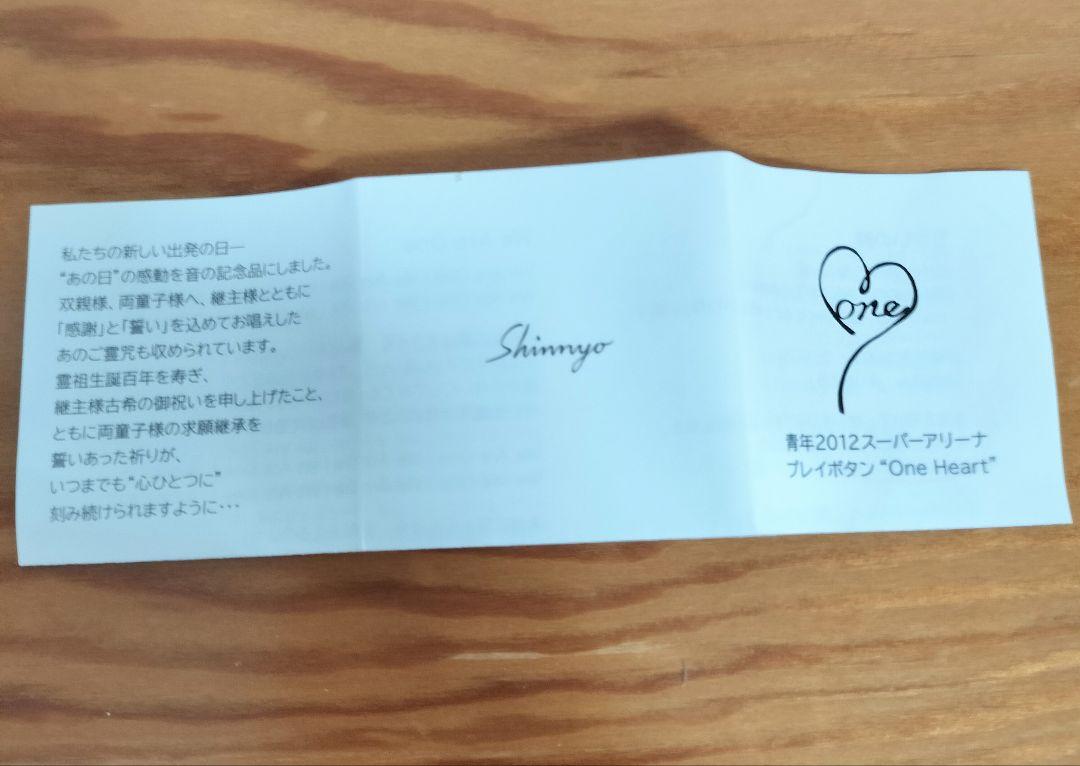 私たちの新しい出発の日―
“あの日”の感動を音の記念品にしました。
双親様、両童子様へ、継主様とともに
「感謝」と「誓い」を込めてお唱えした
あのご霊咒も収められています。
霊祖生誕百年を寿ぎ、
継主様古希の御祝いを申し上げたこと、
ともに両童子様の求願継承を
誓いあった祈りが、
いつまでも“心ひとつに”
刻み続けられますように・・・
Shinnyo
one
青年2012スーパーアリーナ
プレイボタン “One Heart”